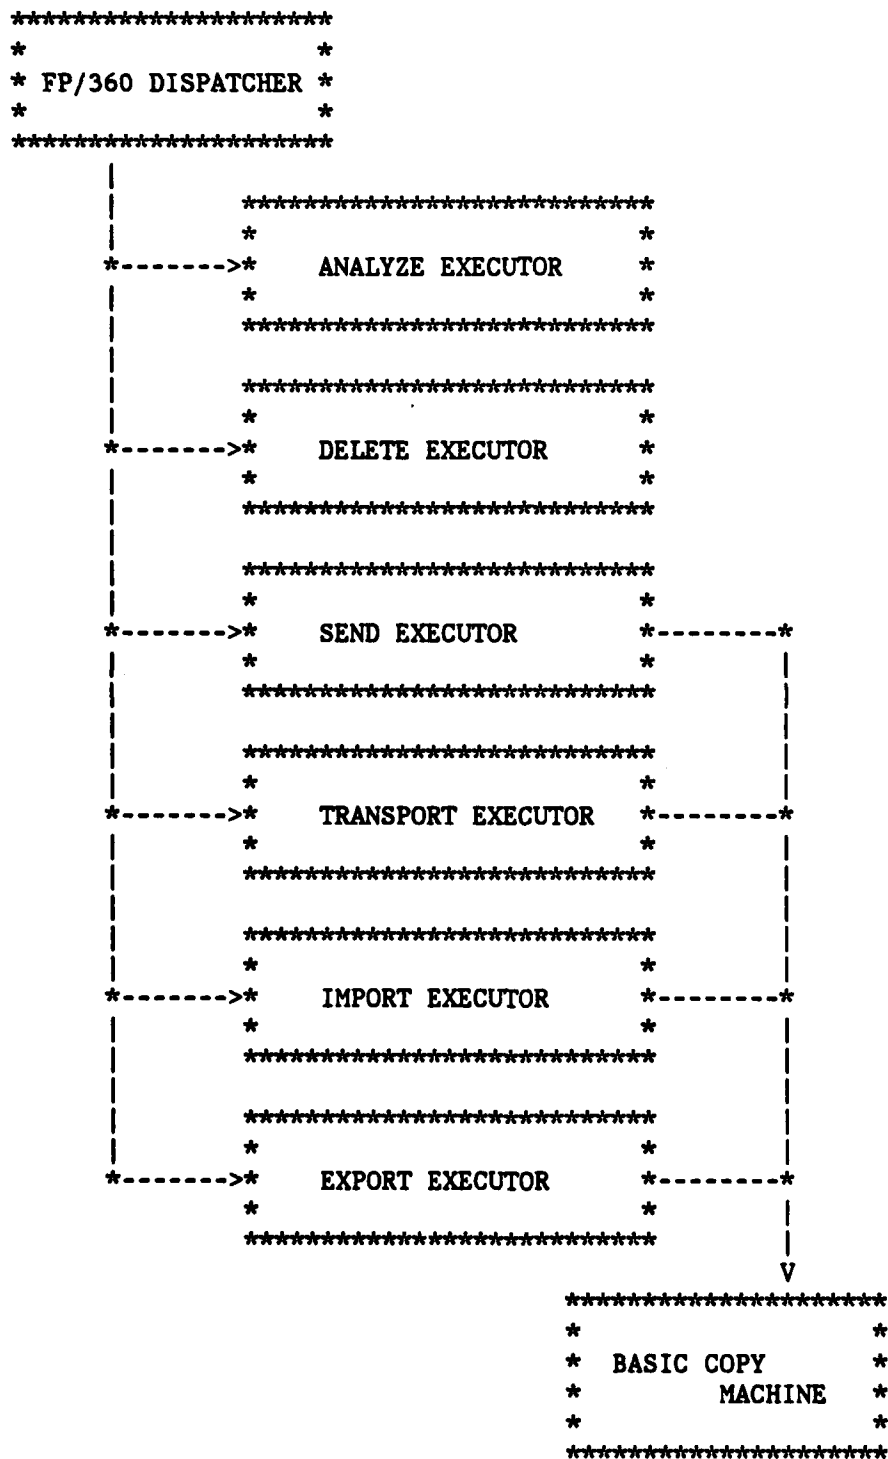 FP/360 DISPATCHER
ANALYZE EXECUTOR
DELETE EXECUTOR
SEND EXECUTOR
TRANSPORT EXECUTOR
IMPORT EXECUTOR
EXPORT EXECUTOR
V
BASIC COPY
MACHINE